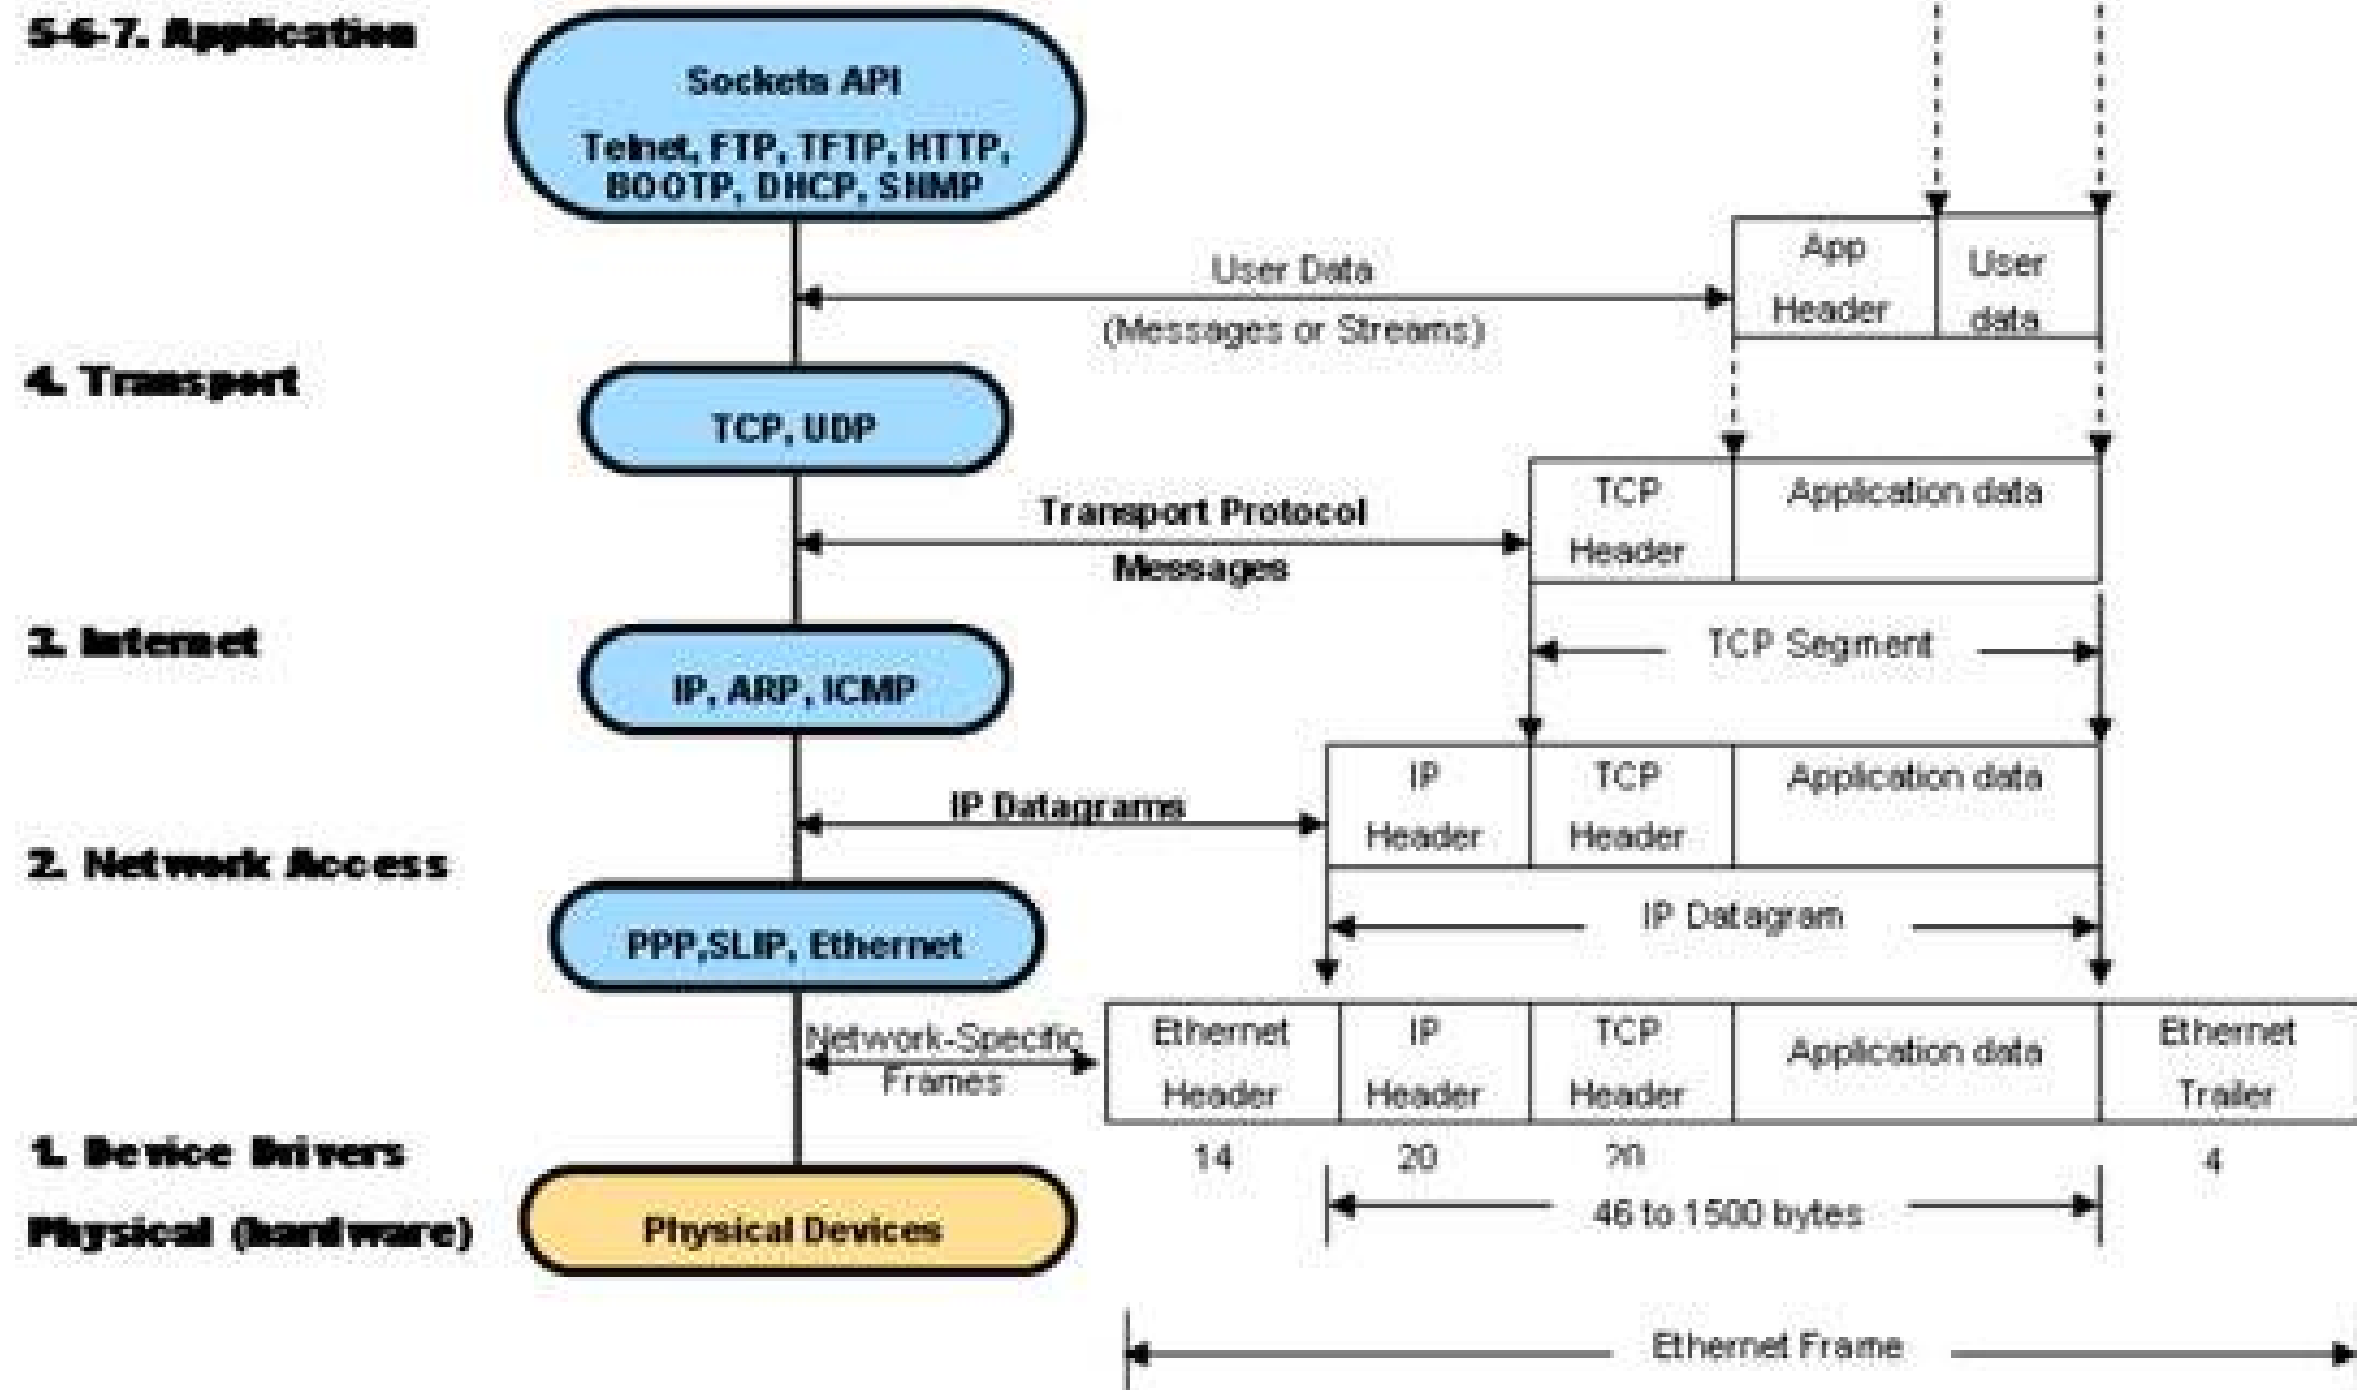 5-6-7. Application
Sockets API
Telnet, FTP, TFTP, HTTP,
BOOTP, DHCP, SHMP
User Data
(Messages or Streams)
App
Header
User
data
4. Transport
TCP, UDP
Transport Protocol
Messages
TCP
Header
Application data
TCP Segment
3. Internet
IP, ARP, ICMP
IP Datagrams
IP
Header
TCP
Header
Application data
IP Datagram
2. Network Access
PPP,SLIP, Ethernet
Network-Specific
Frames
Ethernet
Header
IP
Header
TCP
Header
Application data
Ethernet
Trailer
14
20
20
4
46 to 1500 bytes
1. Device Drivers
Physical (hardware)
Physical Devices
Ethernet Frame